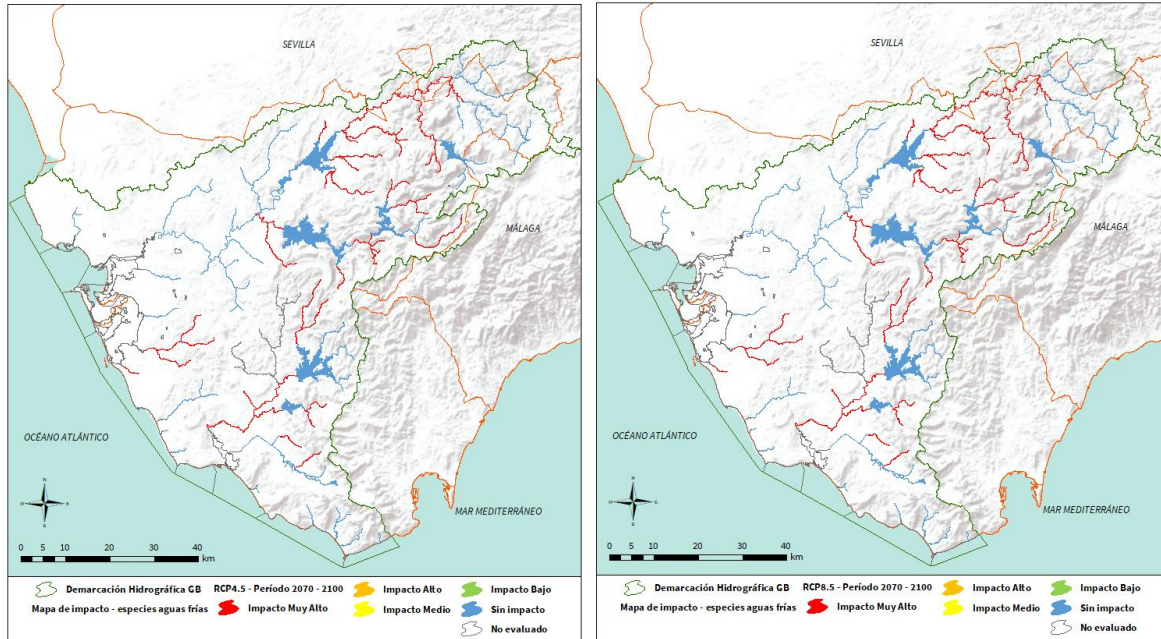 SEVILLA
MÁLAGA
OCÉANO ATLÁNTICO
MAR MEDITERRÁNEO
N
W E
S
0 5 10 20 30 40
km
Demarcación Hidrográfica GB RCP4.5 - Período 2070 - 2100 Impacto Alto Impacto Bajo
Mapa de impacto - especies aguas frías Impacto Muy Alto Impacto Medio Sin impacto
No evaluado
SEVILLA
MÁLAGA
OCÉANO ATLÁNTICO
MAR MEDITERRÁNEO
N
W E
S
0 5 10 20 30 40
km
Demarcación Hidrográfica GB RCP8.5 - Período 2070 - 2100 Impacto Alto Impacto Bajo
Mapa de impacto - especies aguas frías Impacto Muy Alto Impacto Medio Sin impacto
No evaluado